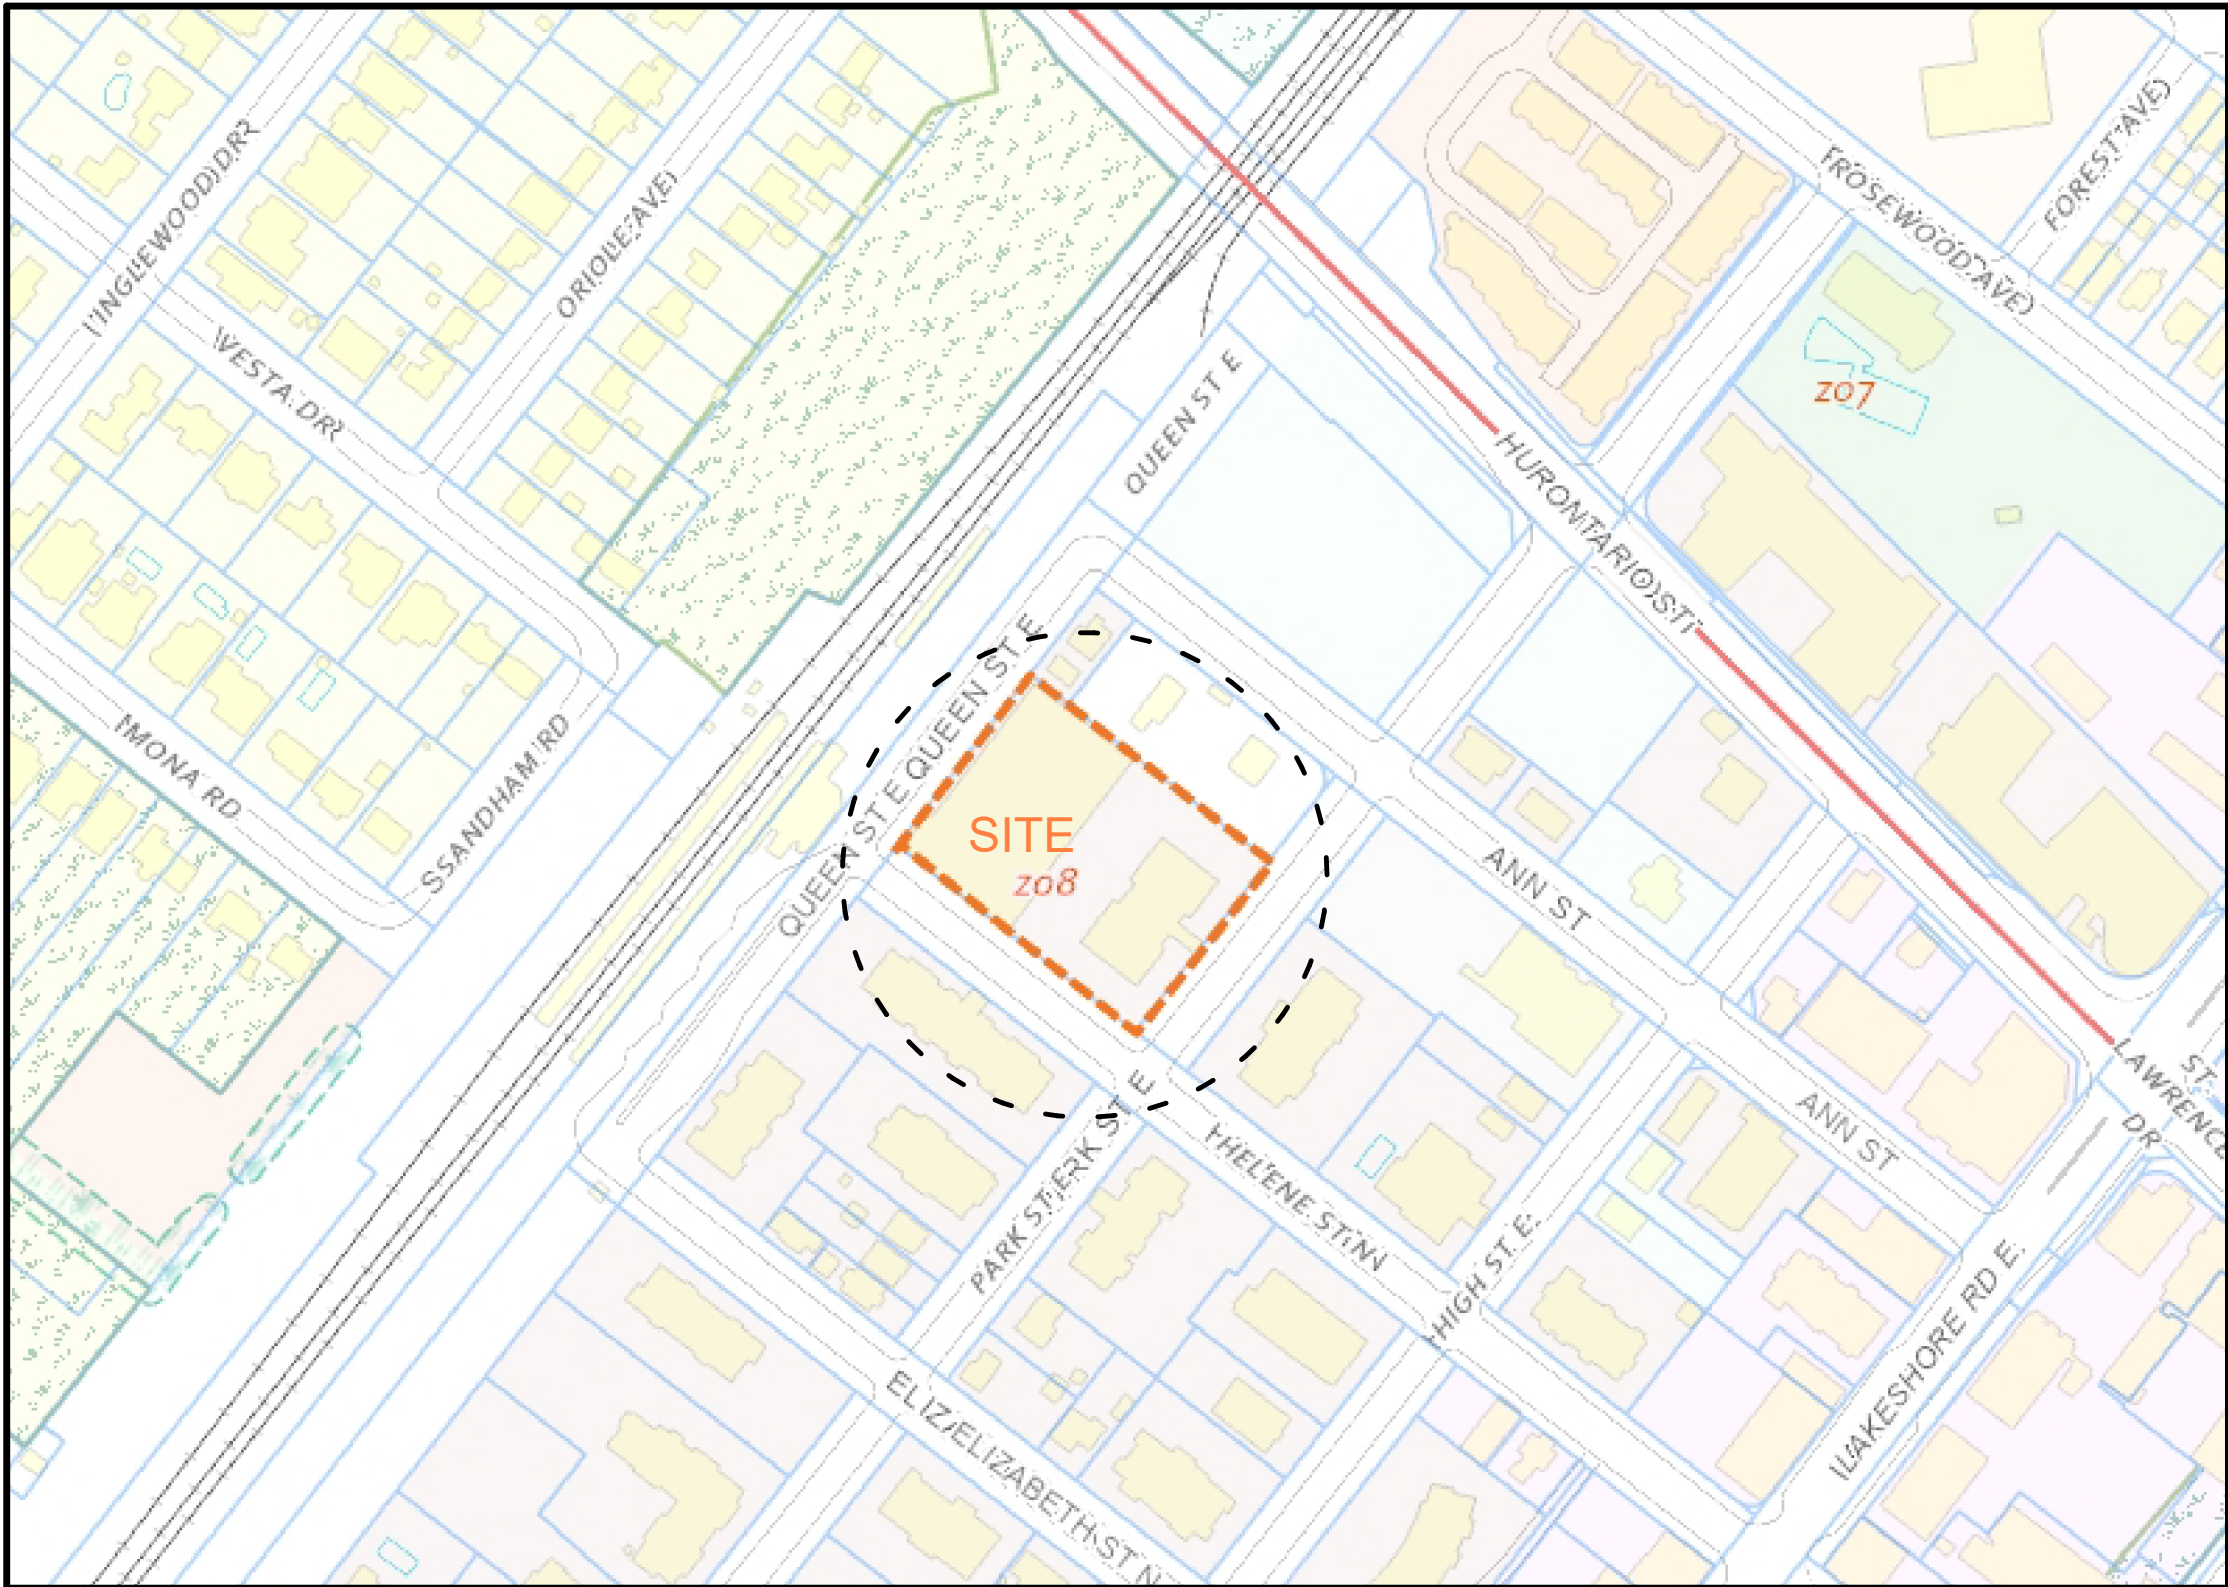 INGLEWOOD DR
ORIOLE AVE
VESTA DR
MONA RD
SANDHAM RD
QUEEN ST E
QUEEN ST E
QUEEN ST E
ROSEWOOD AVE
FOREST AVE
Z07
HURONTARIO ST
SITE
Z08
ANN ST
ANN ST
PARK ST E
HELENE ST N
HIGH ST E
ELIZABETH ST N
LAKESHORE RD E
ST. LAWRENCE
DR